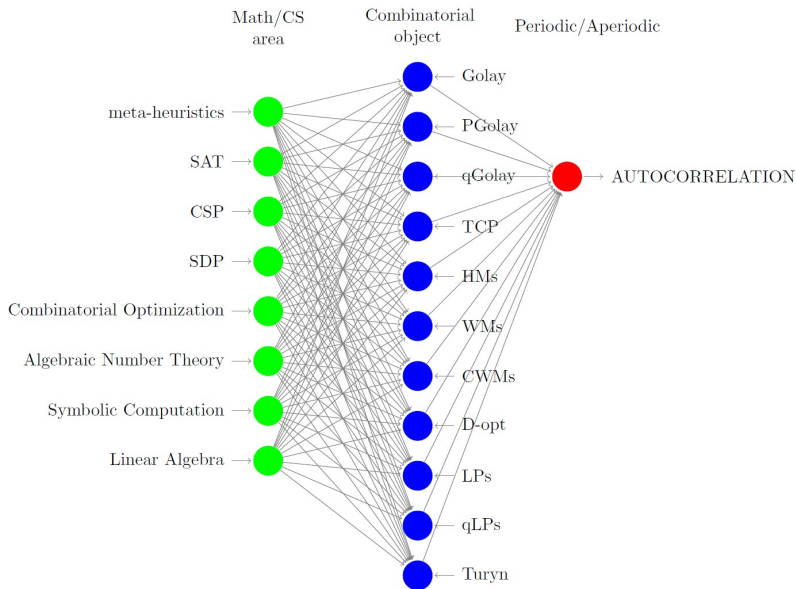 Math/CS
area
Combinatorial
object
Periodic/Aperiodic
meta-heuristics
SAT
CSP
SDP
Combinatorial Optimization
Algebraic Number Theory
Symbolic Computation
Linear Algebra
Golay
PGolay
qGolay
TCP
HMs
WMs
CWMs
D-opt
LPs
qLPs
Turyn
AUTOCORRELATION